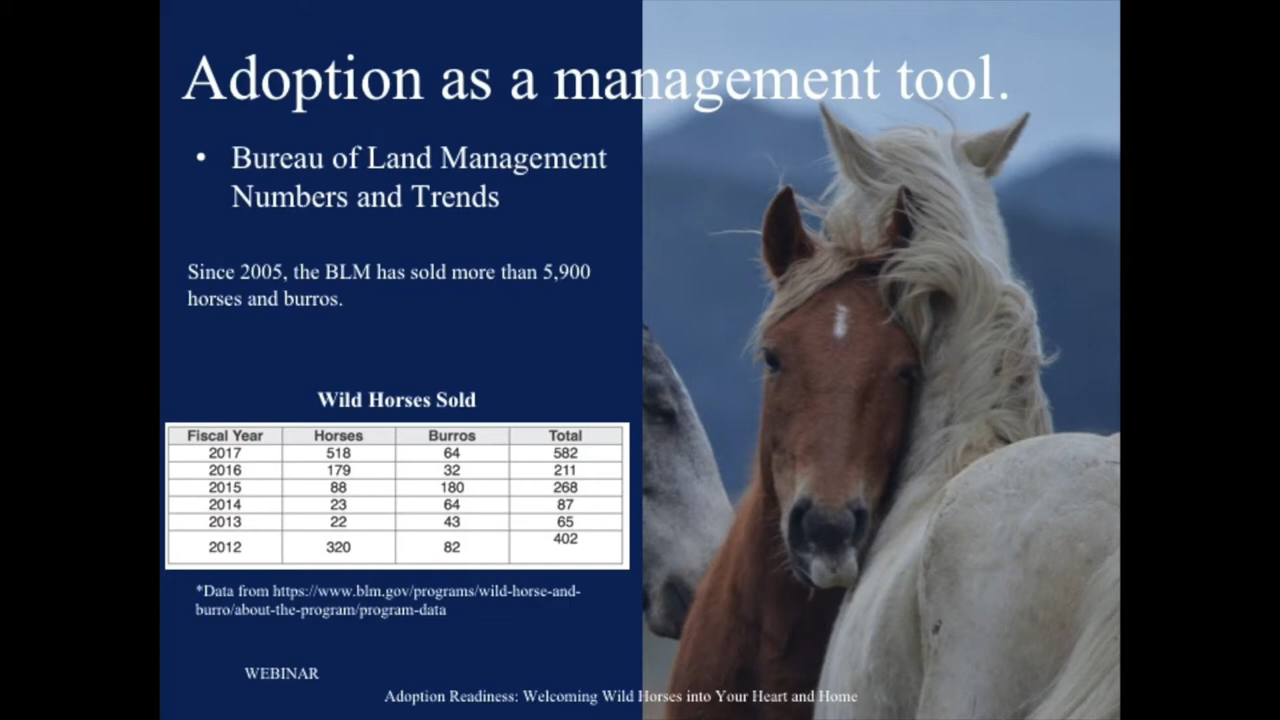 Adoption as a management tool.
• Bureau of Land Management
Numbers and Trends
Since 2005, the BLM has sold more than 5,900
horses and burros.
Wild Horses Sold
Fiscal Year Horses Burros Total
2017 518 64 582
2016 179 32 211
2015 88 180 268
2014 23 64 87
2013 22 43 65
2012 320 82 402
*Data from https://www.blm.gov/programs/wild-horse-and-
burro/about-the-program/program-data
WEBINAR
Adoption Readiness: Welcoming Wild Horses into Your Heart and Home